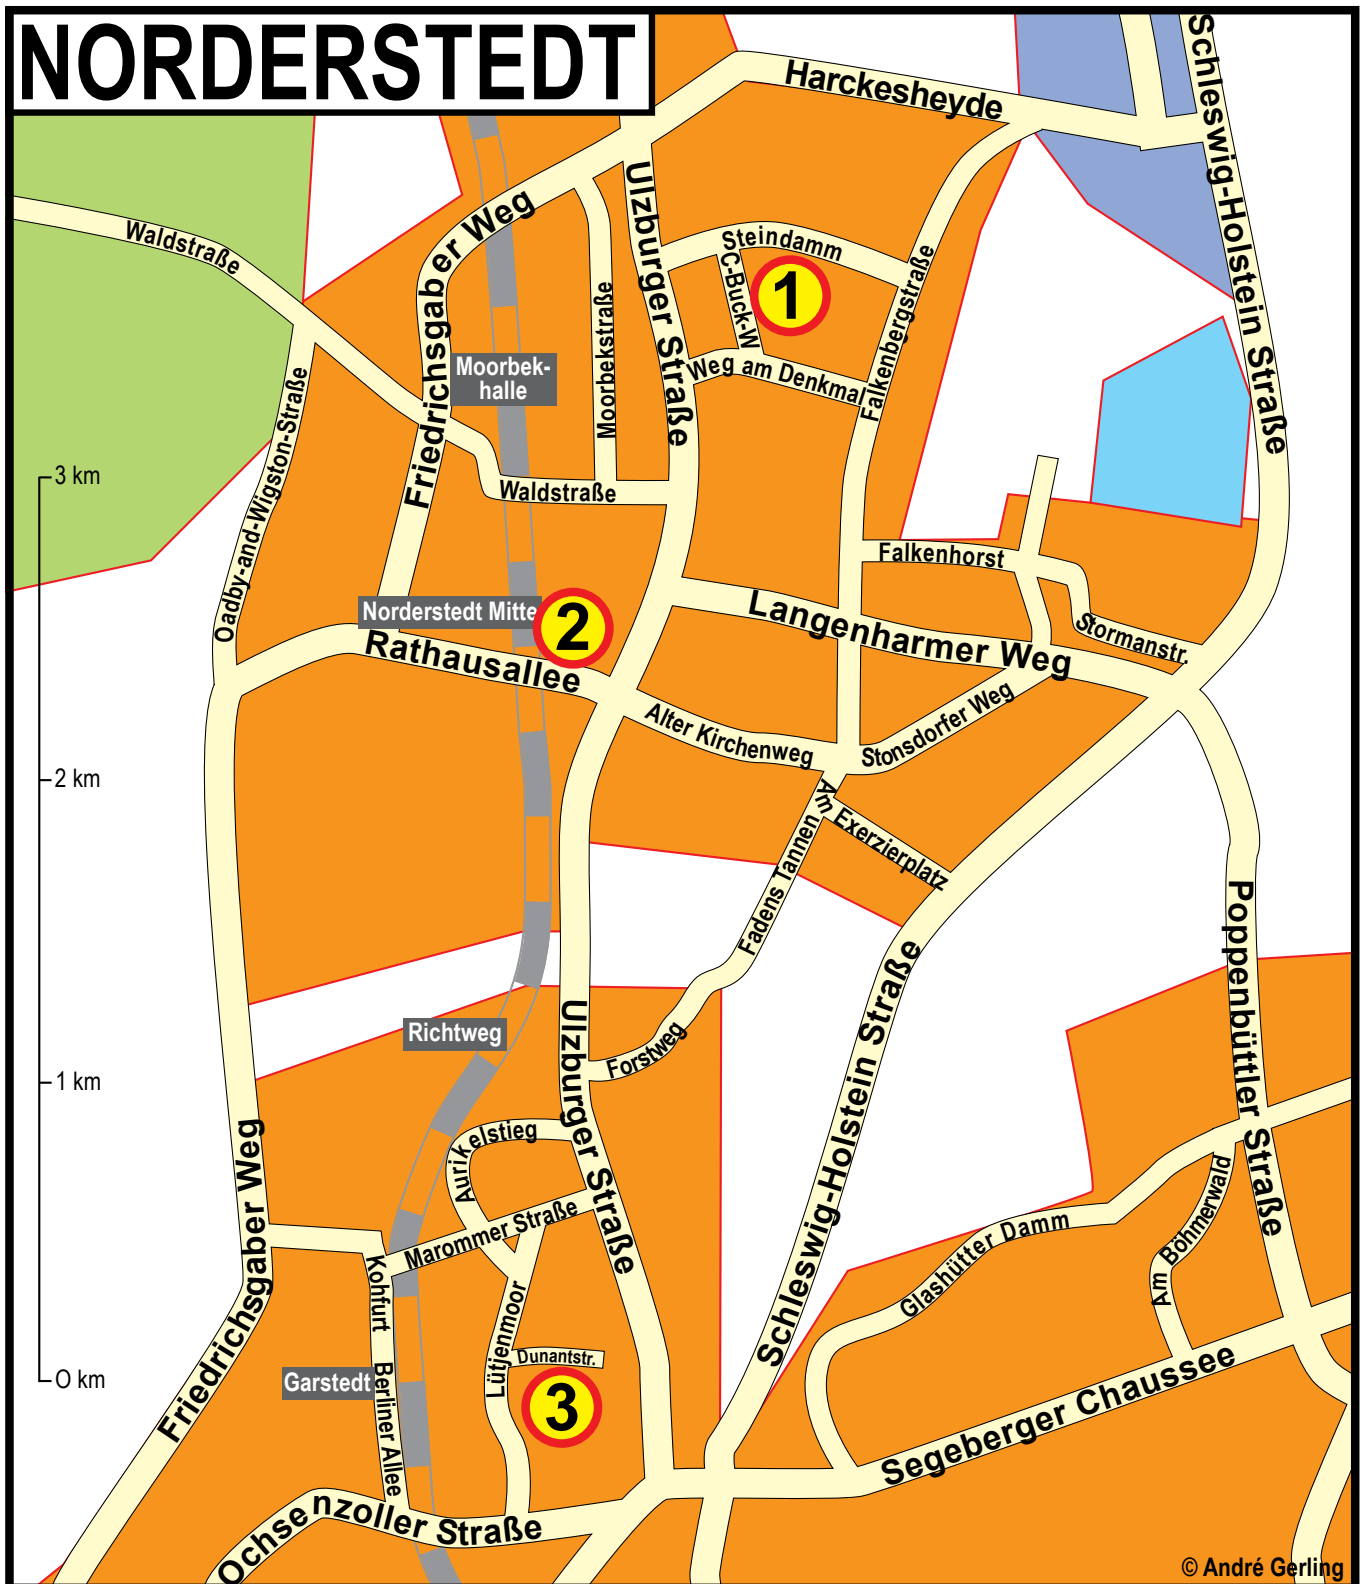 NORDERSTEDT
Harckesheyde
Schleswig-Holstein Straße
Waldstraße
Friedrichsgaber Weg
Ulzburger Straße
Steindamm
C-Buck-W
1
Falkenbergstraße
Moorbekstraße
Moorbek-
halle
Weg am Denkmal
Oadby-and-Wigston-Straße
3 km
Waldstraße
Falkenhorst
Norderstedt Mitte
2
Langenharmer Weg
Stormanstr.
Rathausallee
Alter Kirchenweg
Stonsdorfer Weg
2 km
Am Exerzierplatz
Fadens Tannen
Poppenbüttler Straße
Schleswig-Holstein Straße
Richtweg
Ulzburger Straße
Forstweg
1 km
Friedrichsgaber Weg
Aurikelstieg
Marommer Straße
Kohfurt
Glashütter Damm
Am Böhmerwald
Lütjenmoor
Dunantstr.
O km
Garstedt
Berliner Allee
3
Segeberger Chaussee
Ochsenzoller Straße
© André Gerling